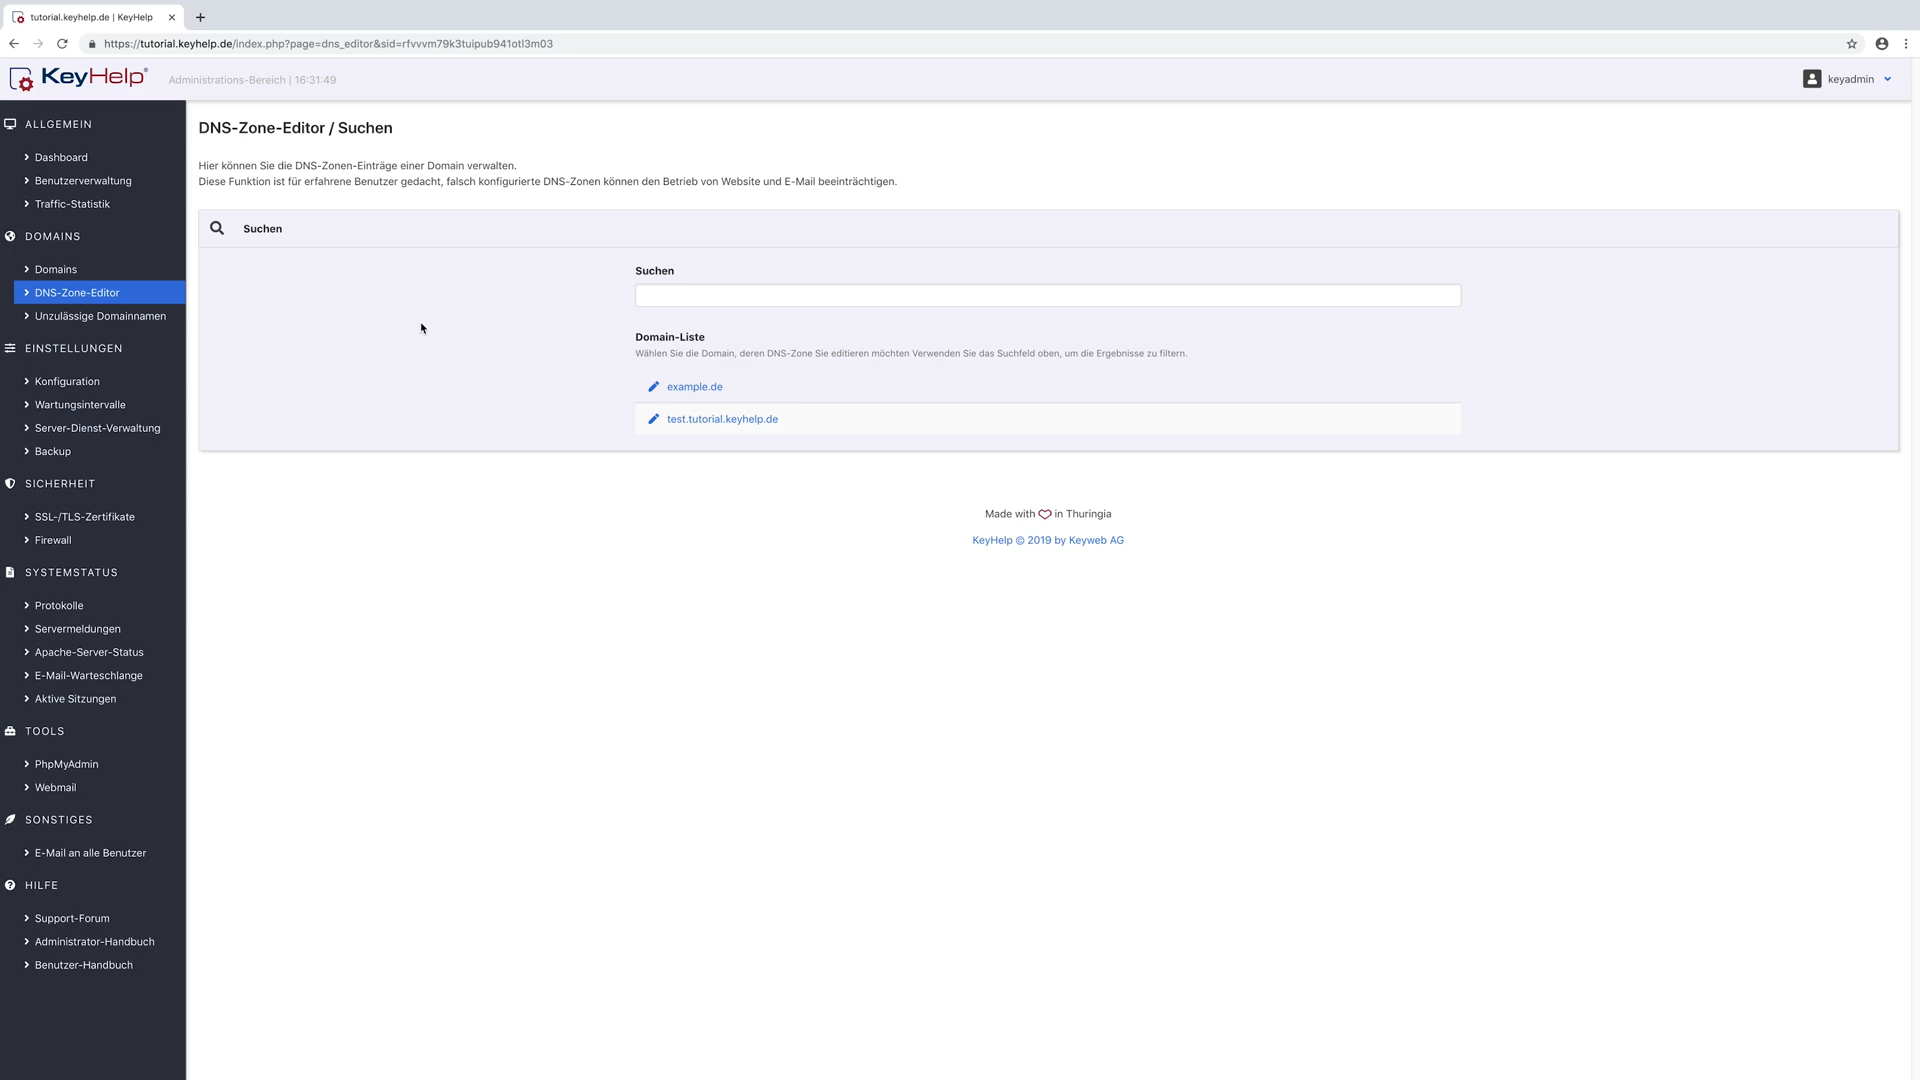 tutorial.keyhelp.de | KeyHelp
https://tutorial.keyhelp.de/index.php?page=dns_editor&sid=rfvvvm79k3tuipub941otl3m03
KeyHelp®
Administrations-Bereich | 16:31:49
keyadmin
ALLGEMEIN
Dashboard
Benutzerverwaltung
Traffic-Statistik
DOMAINS
Domains
DNS-Zone-Editor
Unzulässige Domainnamen
EINSTELLUNGEN
Konfiguration
Wartungsintervalle
Server-Dienst-Verwaltung
Backup
SICHERHEIT
SSL-/TLS-Zertifikate
Firewall
SYSTEMSTATUS
Protokolle
Servermeldungen
Apache-Server-Status
E-Mail-Warteschlange
Aktive Sitzungen
TOOLS
PhpMyAdmin
Webmail
SONSTIGES
E-Mail an alle Benutzer
HILFE
Support-Forum
Administrator-Handbuch
Benutzer-Handbuch
DNS-Zone-Editor / Suchen
Hier können Sie die DNS-Zonen-Einträge einer Domain verwalten.
Diese Funktion ist für erfahrene Benutzer gedacht, falsch konfigurierte DNS-Zonen können den Betrieb von Website und E-Mail beeinträchtigen.
Suchen
Suchen
Domain-Liste
Wählen Sie die Domain, deren DNS-Zone Sie editieren möchten Verwenden Sie das Suchfeld oben, um die Ergebnisse zu filtern.
example.de
test.tutorial.keyhelp.de
Made with in Thuringia
KeyHelp © 2019 by Keyweb AG